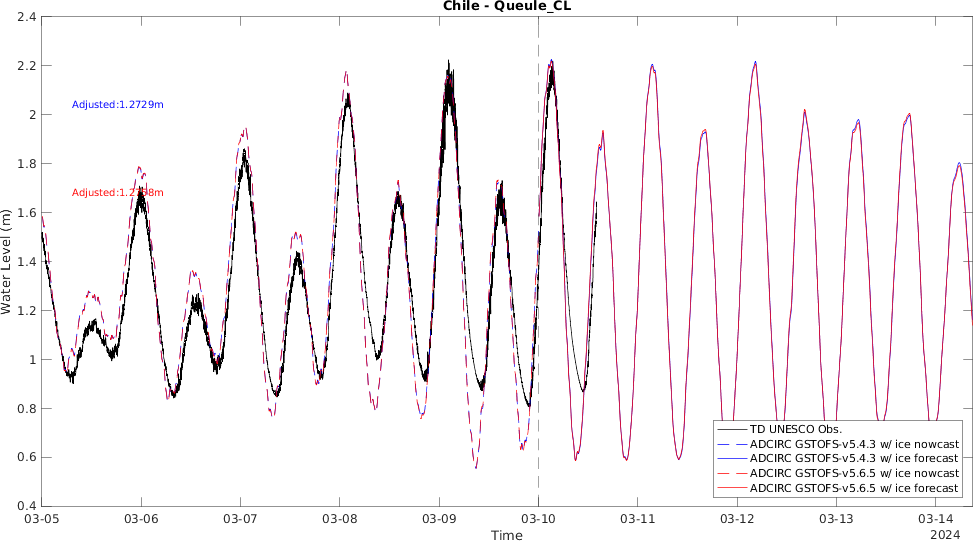 Chile - Queule_CL
2.4
2.2
2
1.8
1.6
1.4
1.2
1
0.8
0.6
0.4
Water Level (m)
Adjusted:1.2729m
TD UNESCO Obs.
ADCIRC GSTOFS-v5.4.3 w/ ice nowcast
ADCIRC GSTOFS-v5.4.3 w/ ice forecast
ADCIRC GSTOFS-v5.6.5 w/ ice nowcast
ADCIRC GSTOFS-v5.6.5 w/ ice forecast
03-05 03-06 03-07 03-08 03-09 03-10 03-11 03-12 03-13 03-14
2024
Time